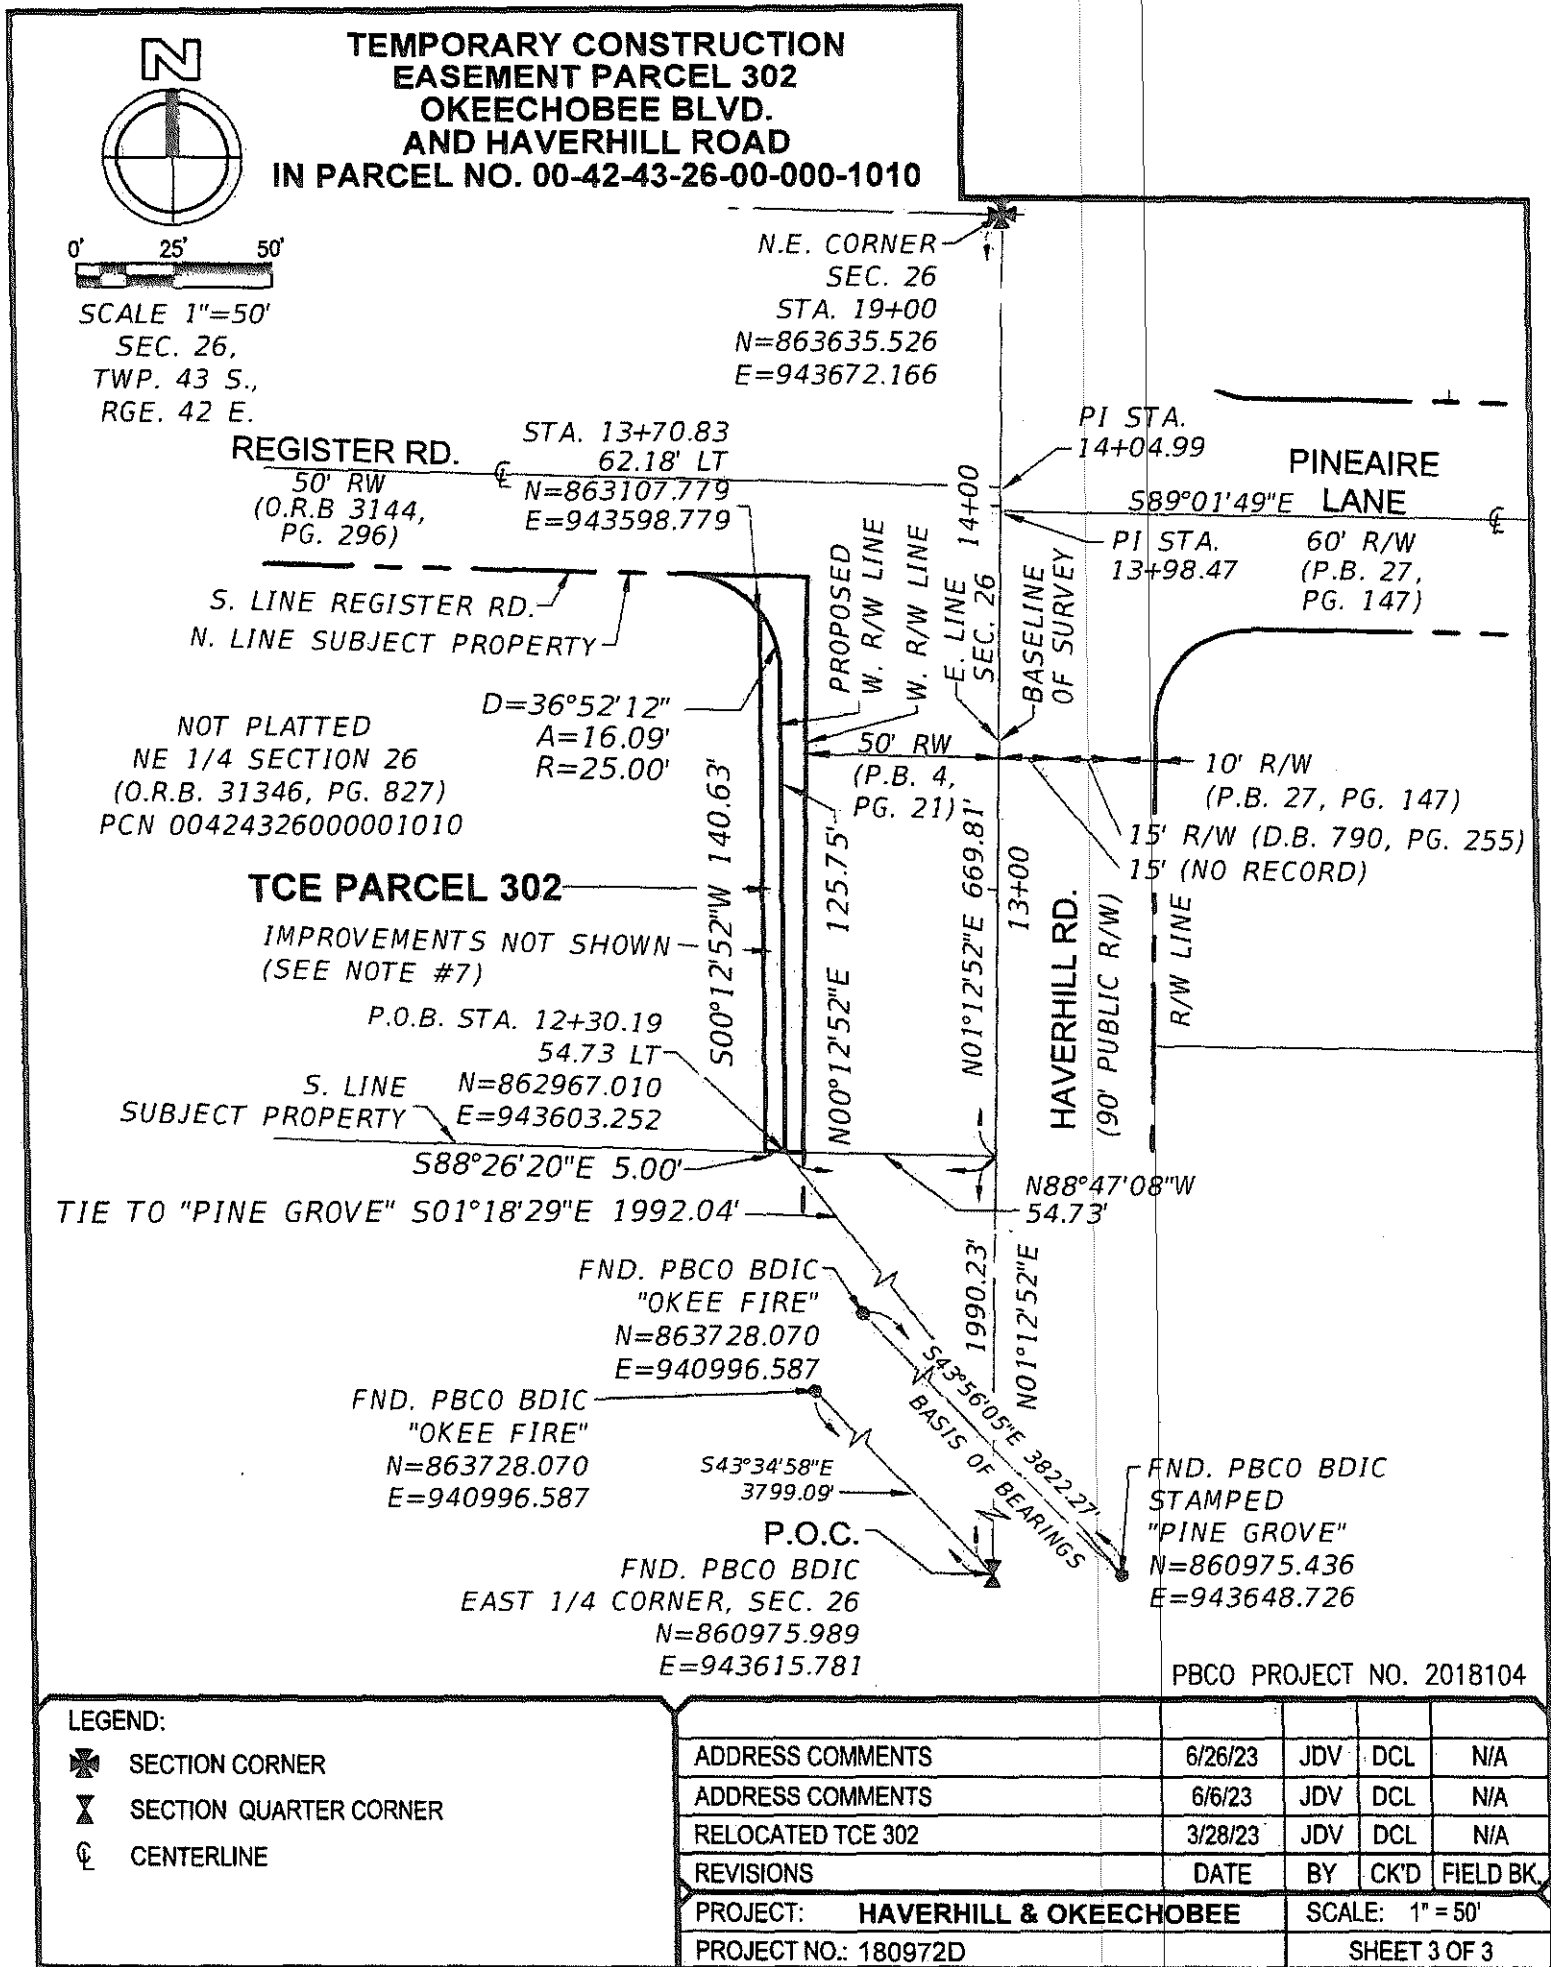 TEMPORARY CONSTRUCTION
EASEMENT PARCEL 302
OKEECHOBEE BLVD.
AND HAVERHILL ROAD
IN PARCEL NO. 00-42-43-26-00-000-1010
N
0' 25' 50'
SCALE 1"=50'
SEC. 26,
TWP. 43 S.,
RGE. 42 E.
N.E. CORNER
SEC. 26
STA. 19+00
N=863635.526
E=943672.166
REGISTER RD.
50' RW
(O.R.B 3144,
PG. 296)
STA. 13+70.83
62.18' LT
N=863107.779
E=943598.779
PI STA.
14+04.99
PINEAIRE
LANE
S89°01'49"E
PI STA.
13+98.47
60' R/W
(P.B. 27,
PG. 147)
S. LINE REGISTER RD.
N. LINE SUBJECT PROPERTY
PROPOSED
W. R/W LINE
W. R/W LINE
E. LINE
SEC. 26
14+00
BASELINE
OF SURVEY
D=36°52'12"
A=16.09'
R=25.00'
NOT PLATTED
NE 1/4 SECTION 26
(O.R.B. 31346, PG. 827)
PCN 00424326000001010
50' RW
(P.B. 4,
PG. 21)
10' R/W
(P.B. 27, PG. 147)
15' R/W (D.B. 790, PG. 255)
15' (NO RECORD)
TCE PARCEL 302
IMPROVEMENTS NOT SHOWN
(SEE NOTE #7)
S00°12'52"W 140.63'
N00°12'52"E 125.75'
N01°12'52"E 669.81'
13+00
HAVERHILL RD.
(90' PUBLIC R/W)
R/W LINE
P.O.B. STA. 12+30.19
54.73 LT
N=862967.010
E=943603.252
S. LINE
SUBJECT PROPERTY
S88°26'20"E 5.00'
TIE TO "PINE GROVE" S01°18'29"E 1992.04'
N88°47'08"W
54.73'
1990.23'
N01°12'52"E
FND. PBCO BDIC
"OKEE FIRE"
N=863728.070
E=940996.587
FND. PBCO BDIC
"OKEE FIRE"
N=863728.070
E=940996.587
S43°56'05"E 3822.27'
BASIS OF BEARINGS
S43°34'58"E
3799.09'
P.O.C.
FND. PBCO BDIC
EAST 1/4 CORNER, SEC. 26
N=860975.989
E=943615.781
FND. PBCO BDIC
STAMPED
"PINE GROVE"
N=860975.436
E=943648.726
PBCO PROJECT NO. 2018104
LEGEND:
SECTION CORNER
SECTION QUARTER CORNER
CENTERLINE
ADDRESS COMMENTS 6/26/23 JDV DCL N/A
ADDRESS COMMENTS 6/6/23 JDV DCL N/A
RELOCATED TCE 302 3/28/23 JDV DCL N/A
REVISIONS DATE BY CK'D FIELD BK.
PROJECT: HAVERHILL & OKEECHOBEE SCALE: 1" = 50'
PROJECT NO.: 180972D SHEET 3 OF 3